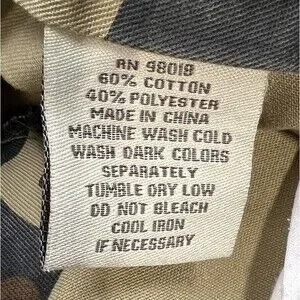 RN 98019
60% COTTON
40% POLYESTER
MADE IN CHINA
MACHINE WASH COLD
WASH DARK COLORS
SEPARATELY
TUMBLE DRY LOW
DO NOT BLEACH
COOL IRON
IF NECESSARY